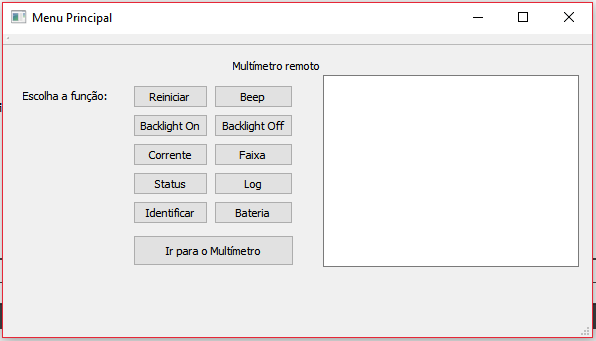 Menu Principal
Multímetro remoto
Escolha a função:
Reiniciar Beep
Backlight On Backlight Off
Corrente Faixa
Status Log
Identificar Bateria
Ir para o Multímetro